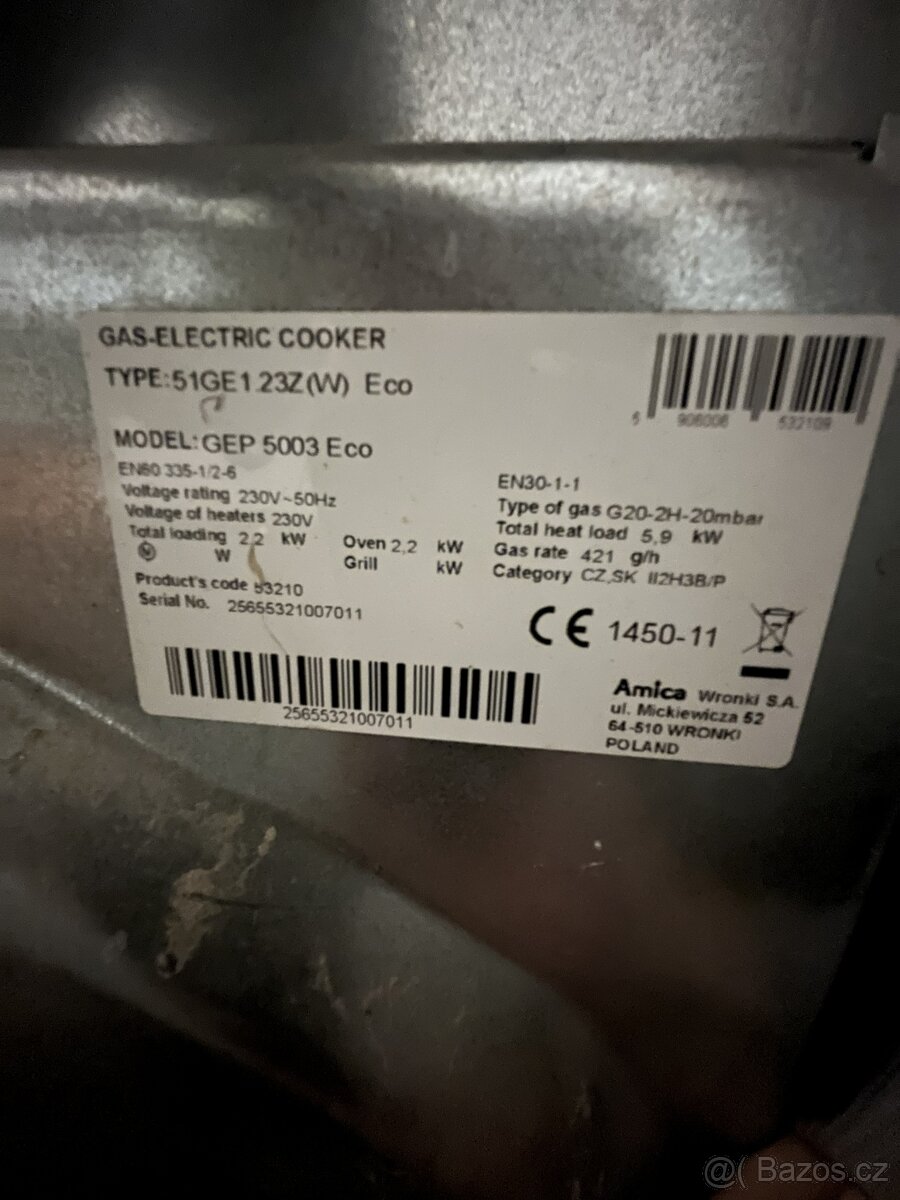 GAS-ELECTRIC COOKER
TYPE:51GE1.23Z(W) Eco
MODEL:GEP 5003 Eco
EN60 335-1/2-6
Voltage rating 230V~50Hz
Voltage of heaters 230V
Total loading 2,2 kW Oven 2,2 kW
W Grill kW
Product's code 53210
Serial No. 25655321007011
25655321007011
5 906006 532109
EN30-1-1
Type of gas G20-2H-20mbar
Total heat load 5,9 kW
Gas rate 421 g/h
Category CZ,SK II2H3B/P
CE 1450-11
Amica Wronki S.A.
ul. Mickiewicza 52
64-510 WRONKI
POLAND
@( Bazos.cz